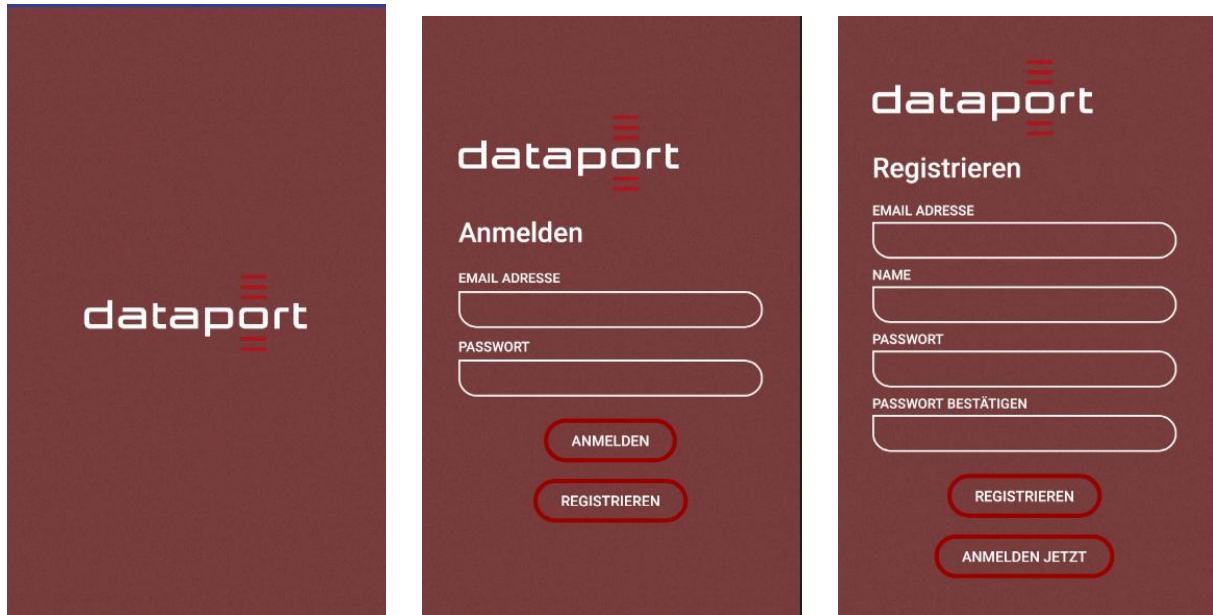 dataport
dataport
Anmelden
EMAIL ADRESSE
PASSWORT
ANMELDEN
REGISTRIEREN
dataport
Registrieren
EMAIL ADRESSE
NAME
PASSWORT
PASSWORT BESTÄTIGEN
REGISTRIEREN
ANMELDEN JETZT